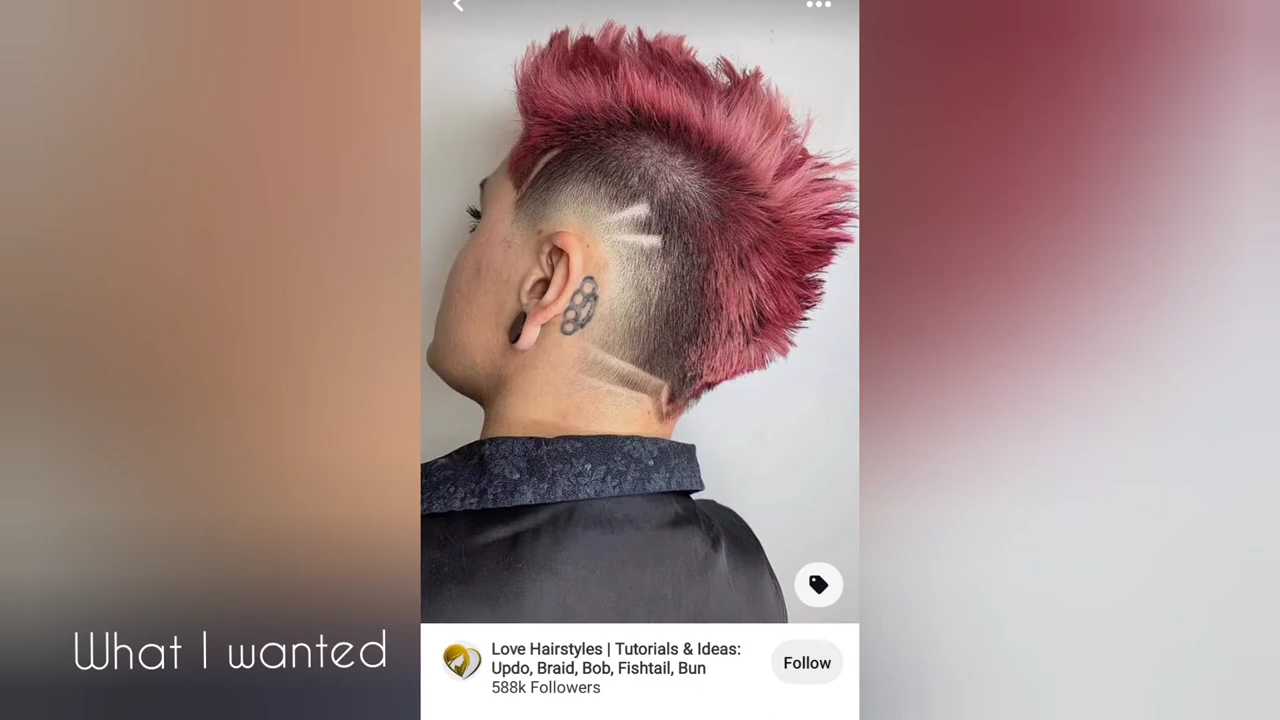 What I wanted
Love Hairstyles | Tutorials & Ideas:
Updo, Braid, Bob, Fishtail, Bun
588k Followers
Follow